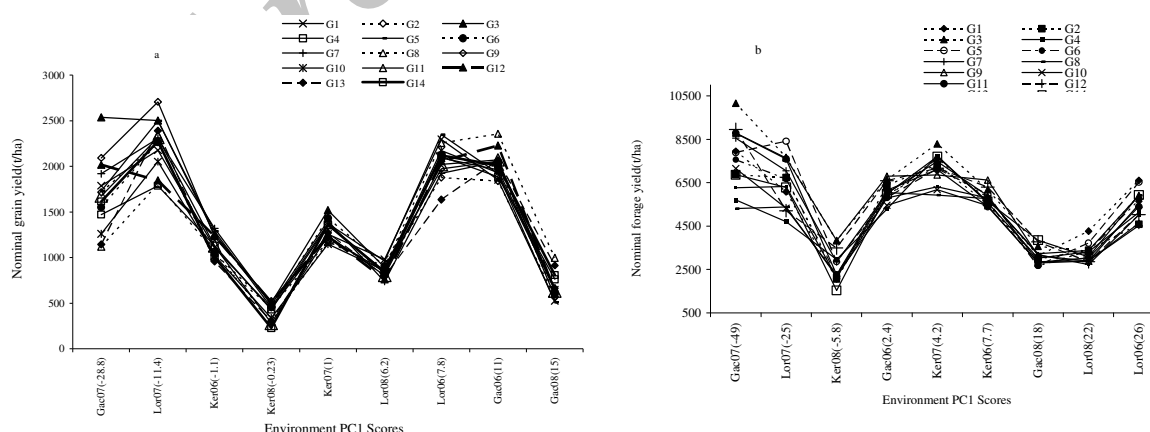 G1 G2 G3
G4 G5 G6
G7 G8 G9
G10 G11 G12
G13 G14
a
Nominal grain yield(t/ha)
3000
2500
2000
1500
1000
500
0
Gac07(-28.8)
Lor07(-11.4)
Ker06(-1.1)
Ker08(-0.23)
Ker07(1)
Lor08(6.2)
Lor06(7.8)
Gac06(11)
Gac08(15)
Environment PC1 Scores
G1 G2
G3 G4
G5 G6
G7 G8
G9 G10
G11 G12
b
Nominal forage yield(t/ha)
10500
8500
6500
4500
2500
500
Gac07(-49)
Lor07(-25)
Ker08(-5.8)
Gac06(2.4)
Ker07(4.2)
Ker06(7.7)
Gac08(18)
Lor08(22)
Lor06(26)
Environment PC1 Scores